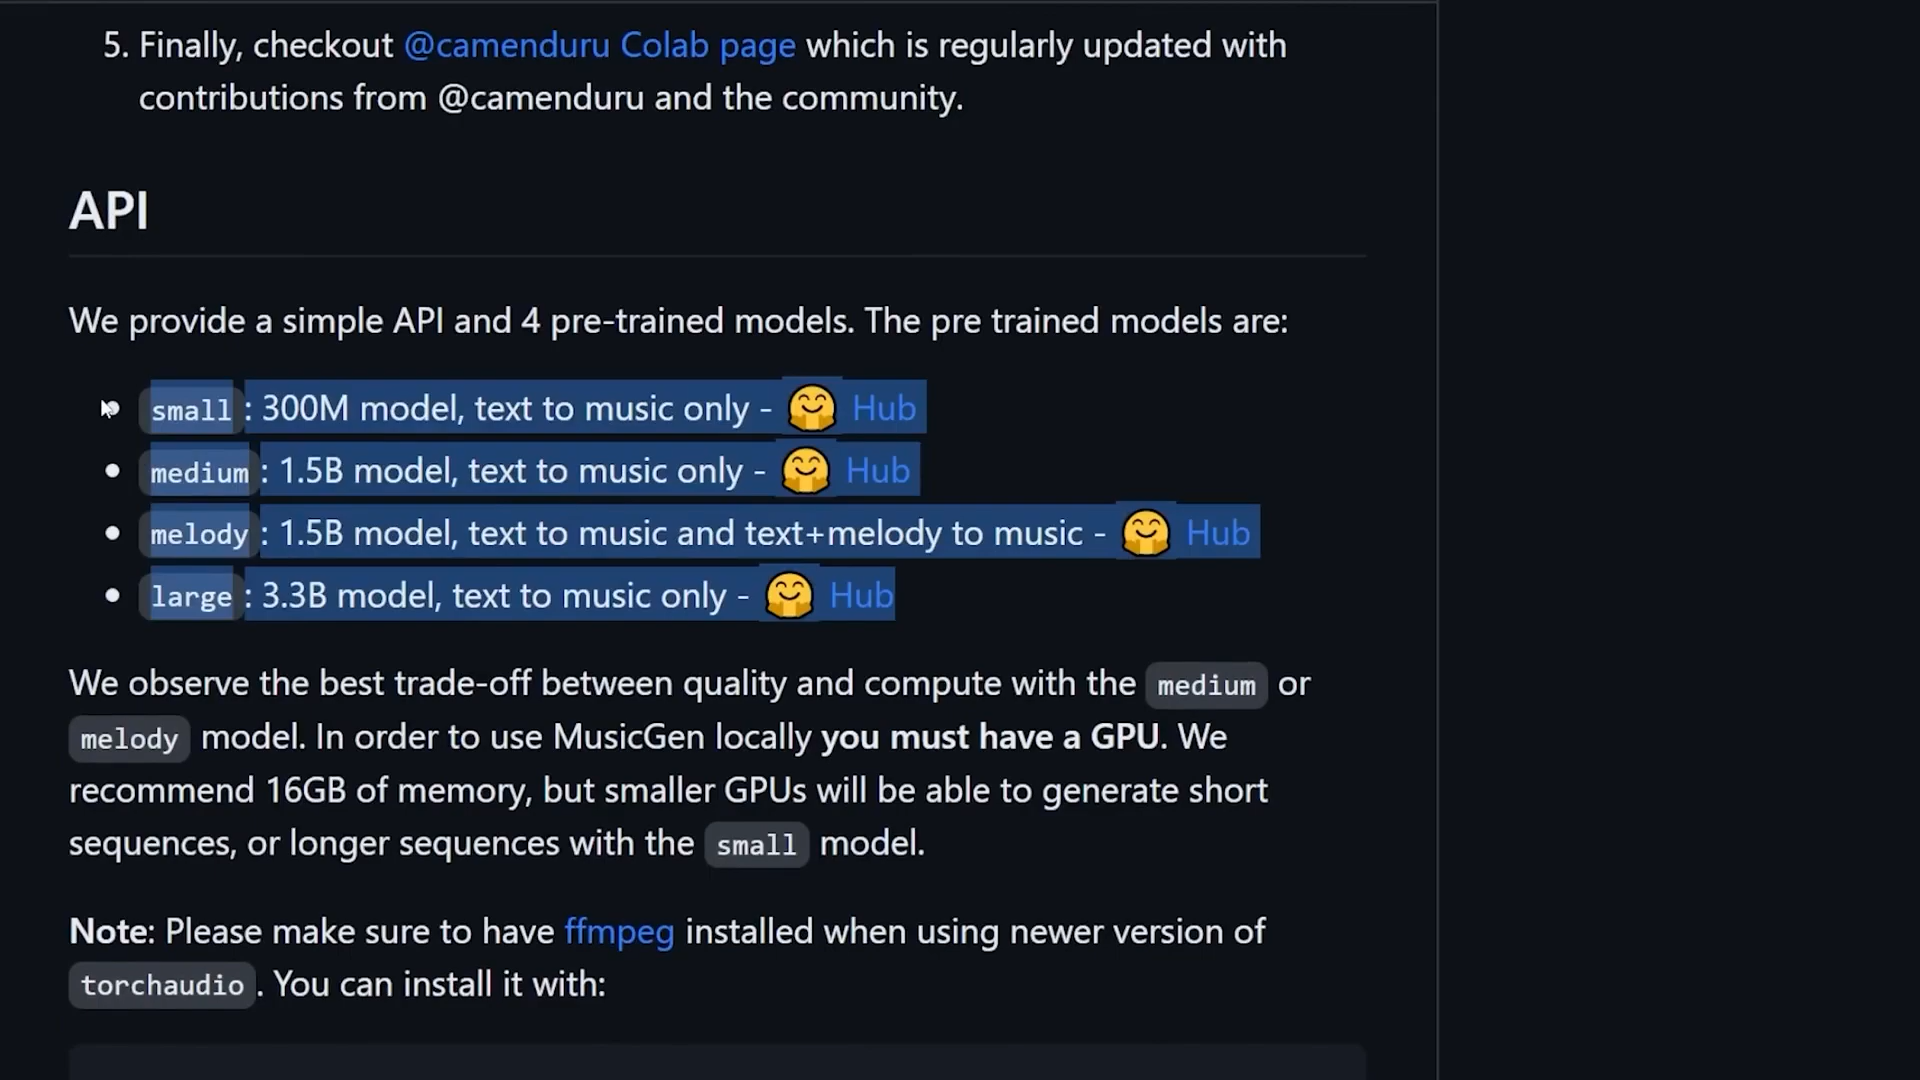 5. Finally, checkout @camenduru Colab page which is regularly updated with
contributions from @camenduru and the community.
API
We provide a simple API and 4 pre-trained models. The pre trained models are:
• small: 300M model, text to music only - 🤗 Hub
• medium: 1.5B model, text to music only - 🤗 Hub
• melody: 1.5B model, text to music and text+melody to music - 🤗 Hub
• large: 3.3B model, text to music only - 🤗 Hub
We observe the best trade-off between quality and compute with the medium or
melody model. In order to use MusicGen locally you must have a GPU. We
recommend 16GB of memory, but smaller GPUs will be able to generate short
sequences, or longer sequences with the small model.
Note: Please make sure to have ffmpeg installed when using newer version of
torchaudio. You can install it with: